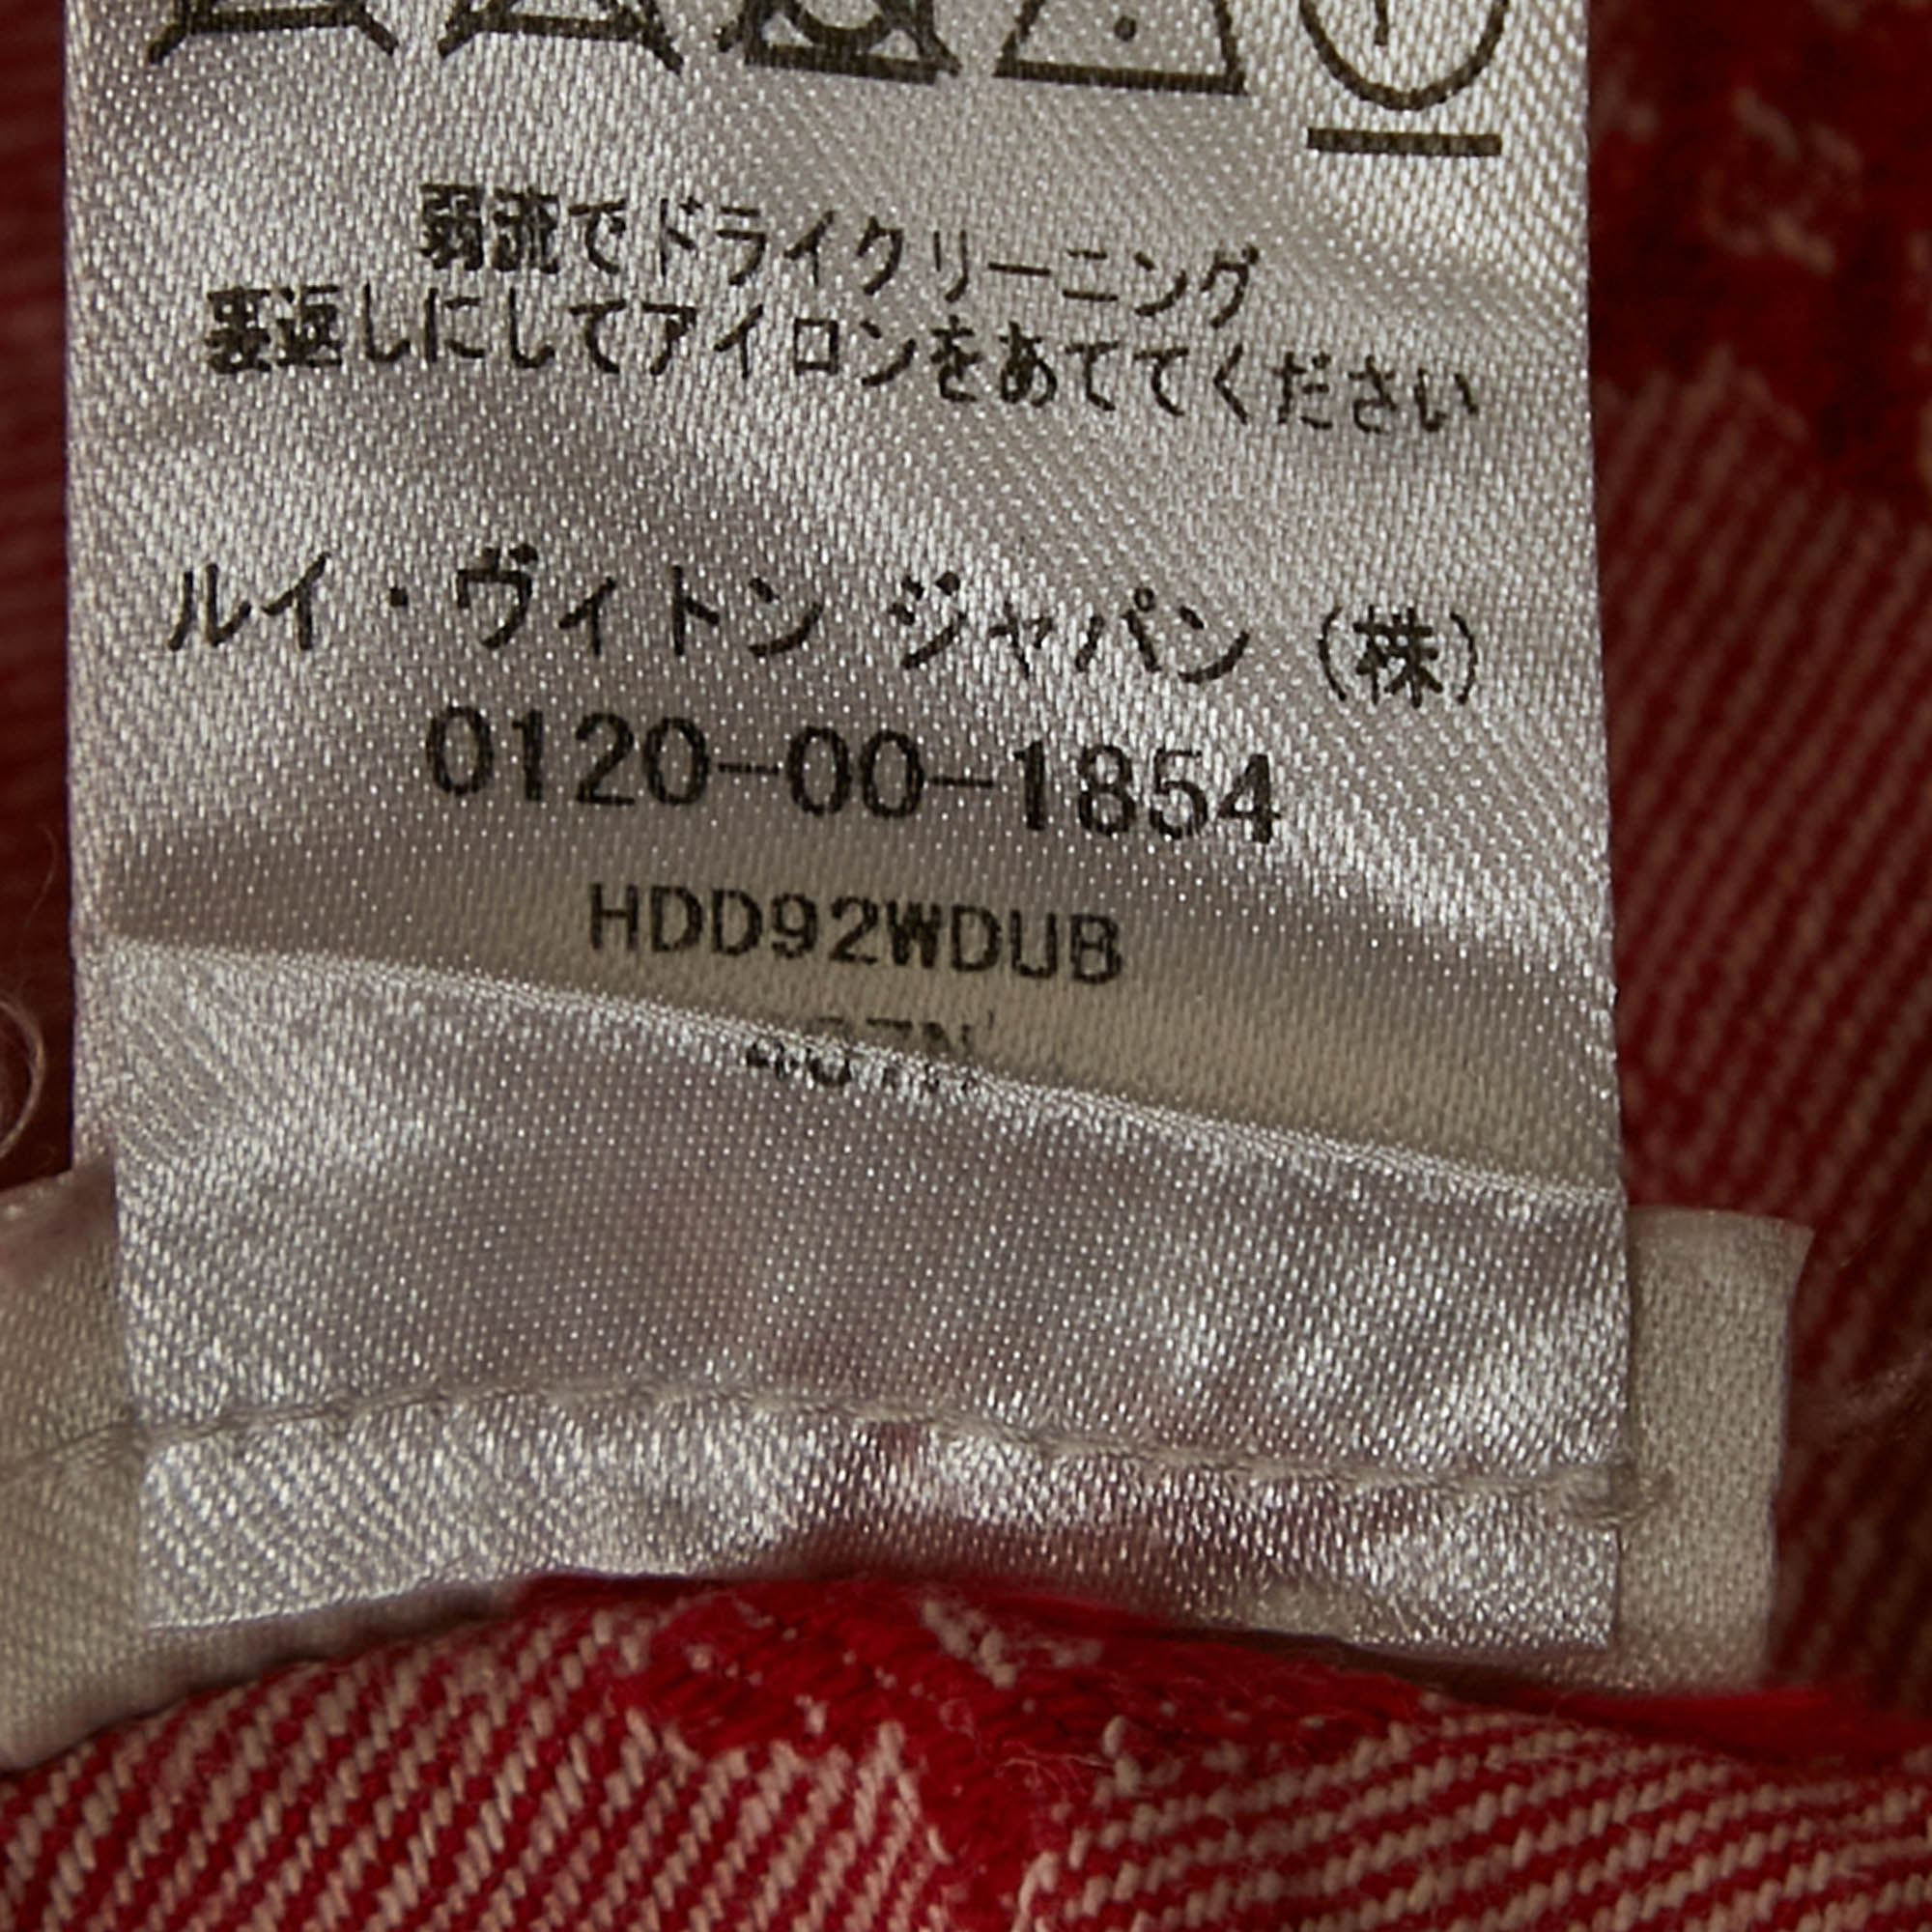 弱流でドライクリーニング
裏返しにしてアイロンをあててください
ルイ・ヴィトン ジャパン (株)
0120-00-1854
HDD92WDUB